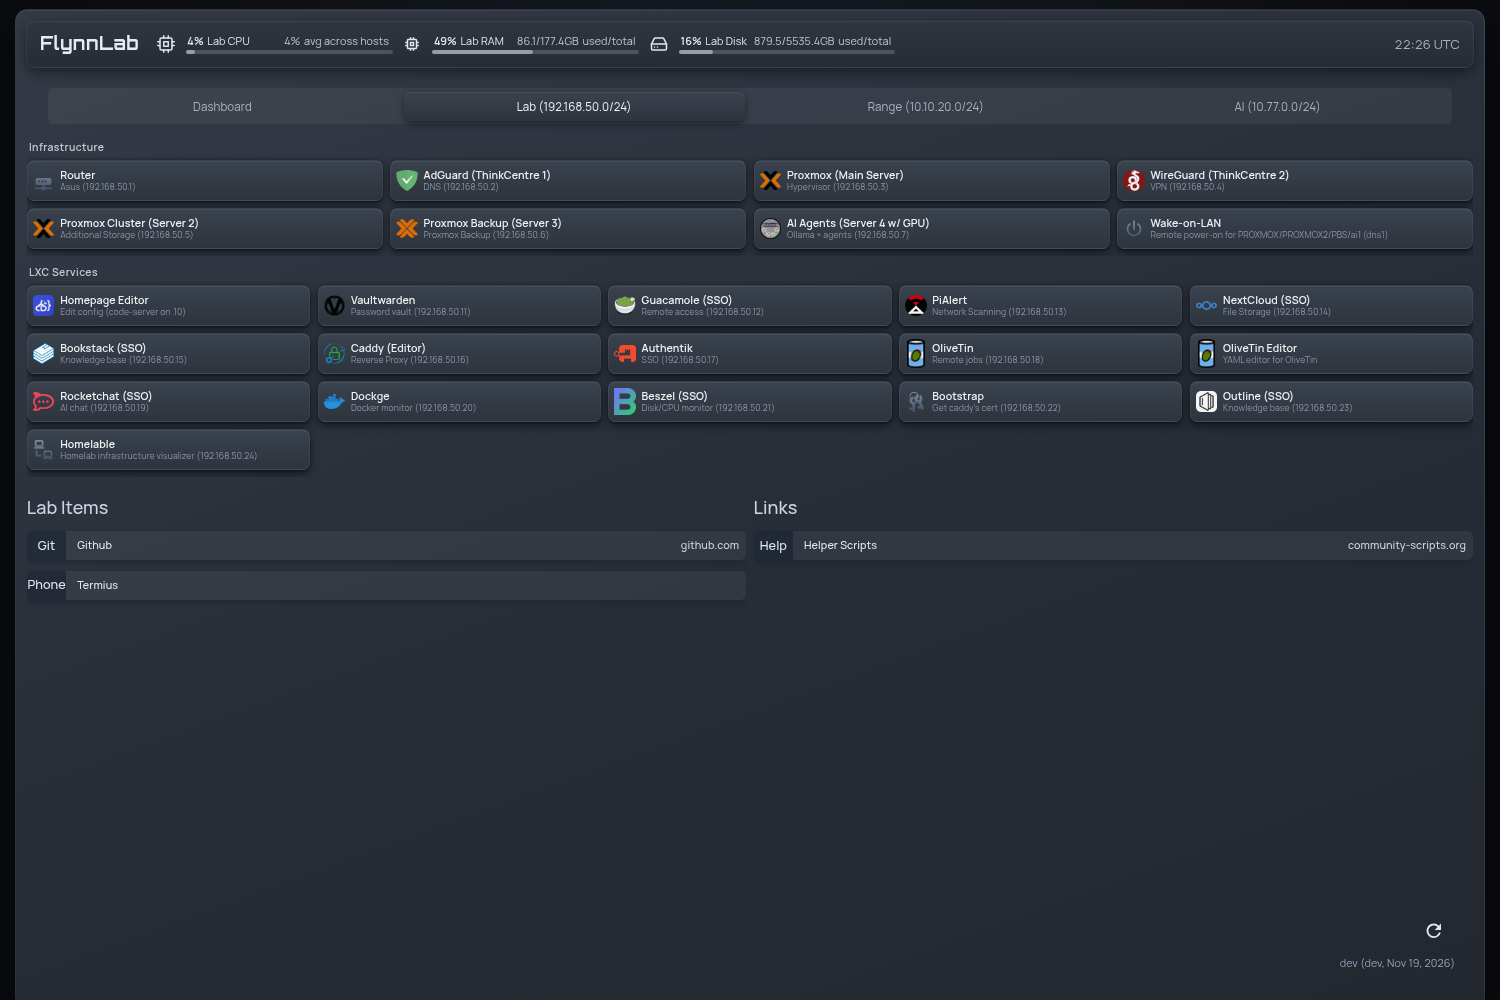 FlynnLab
4% Lab CPU 4% avg across hosts
49% Lab RAM 86.1/177.4GB used/total
16% Lab Disk 879.5/5535.4GB used/total
22:26 UTC
Dashboard
Lab (192.168.50.0/24)
Range (10.10.20.0/24)
AI (10.77.0.0/24)
Infrastructure
Router
Asus (192.168.50.1)
AdGuard (ThinkCentre 1)
DNS (192.168.50.2)
Proxmox (Main Server)
Hypervisor (192.168.50.3)
WireGuard (ThinkCentre 2)
VPN (192.168.50.4)
Proxmox Cluster (Server 2)
Additional Storage (192.168.50.5)
Proxmox Backup (Server 3)
Proxmox Backup (192.168.50.6)
AI Agents (Server 4 w/ GPU)
Ollama + agents (192.168.50.7)
Wake-on-LAN
Remote power-on for PROXMOX/PROXMOX2/PBS/ai1 (dns1)
LXC Services
Homepage Editor
Edit config (code-server on .10)
Vaultwarden
Password vault (192.168.50.11)
Guacamole (SSO)
Remote access (192.168.50.12)
PiAlert
Network Scanning (192.168.50.13)
NextCloud (SSO)
File Storage (192.168.50.14)
Bookstack (SSO)
Knowledge base (192.168.50.15)
Caddy (Editor)
Reverse Proxy (192.168.50.16)
Authentik
SSO (192.168.50.17)
OliveTin
Remote jobs (192.168.50.18)
OliveTin Editor
YAML editor for OliveTin
Rocketchat (SSO)
AI chat (192.168.50.19)
Dockge
Docker monitor (192.168.50.20)
Beszel (SSO)
Disk/CPU monitor (192.168.50.21)
Bootstrap
Get caddy's cert (192.168.50.22)
Outline (SSO)
Knowledge base (192.168.50.23)
Homelable
Homelab infrastructure visualizer (192.168.50.24)
Lab Items
Git Github github.com
Phone Termius
Links
Help Helper Scripts community-scripts.org
dev (dev, Nov 19, 2026)